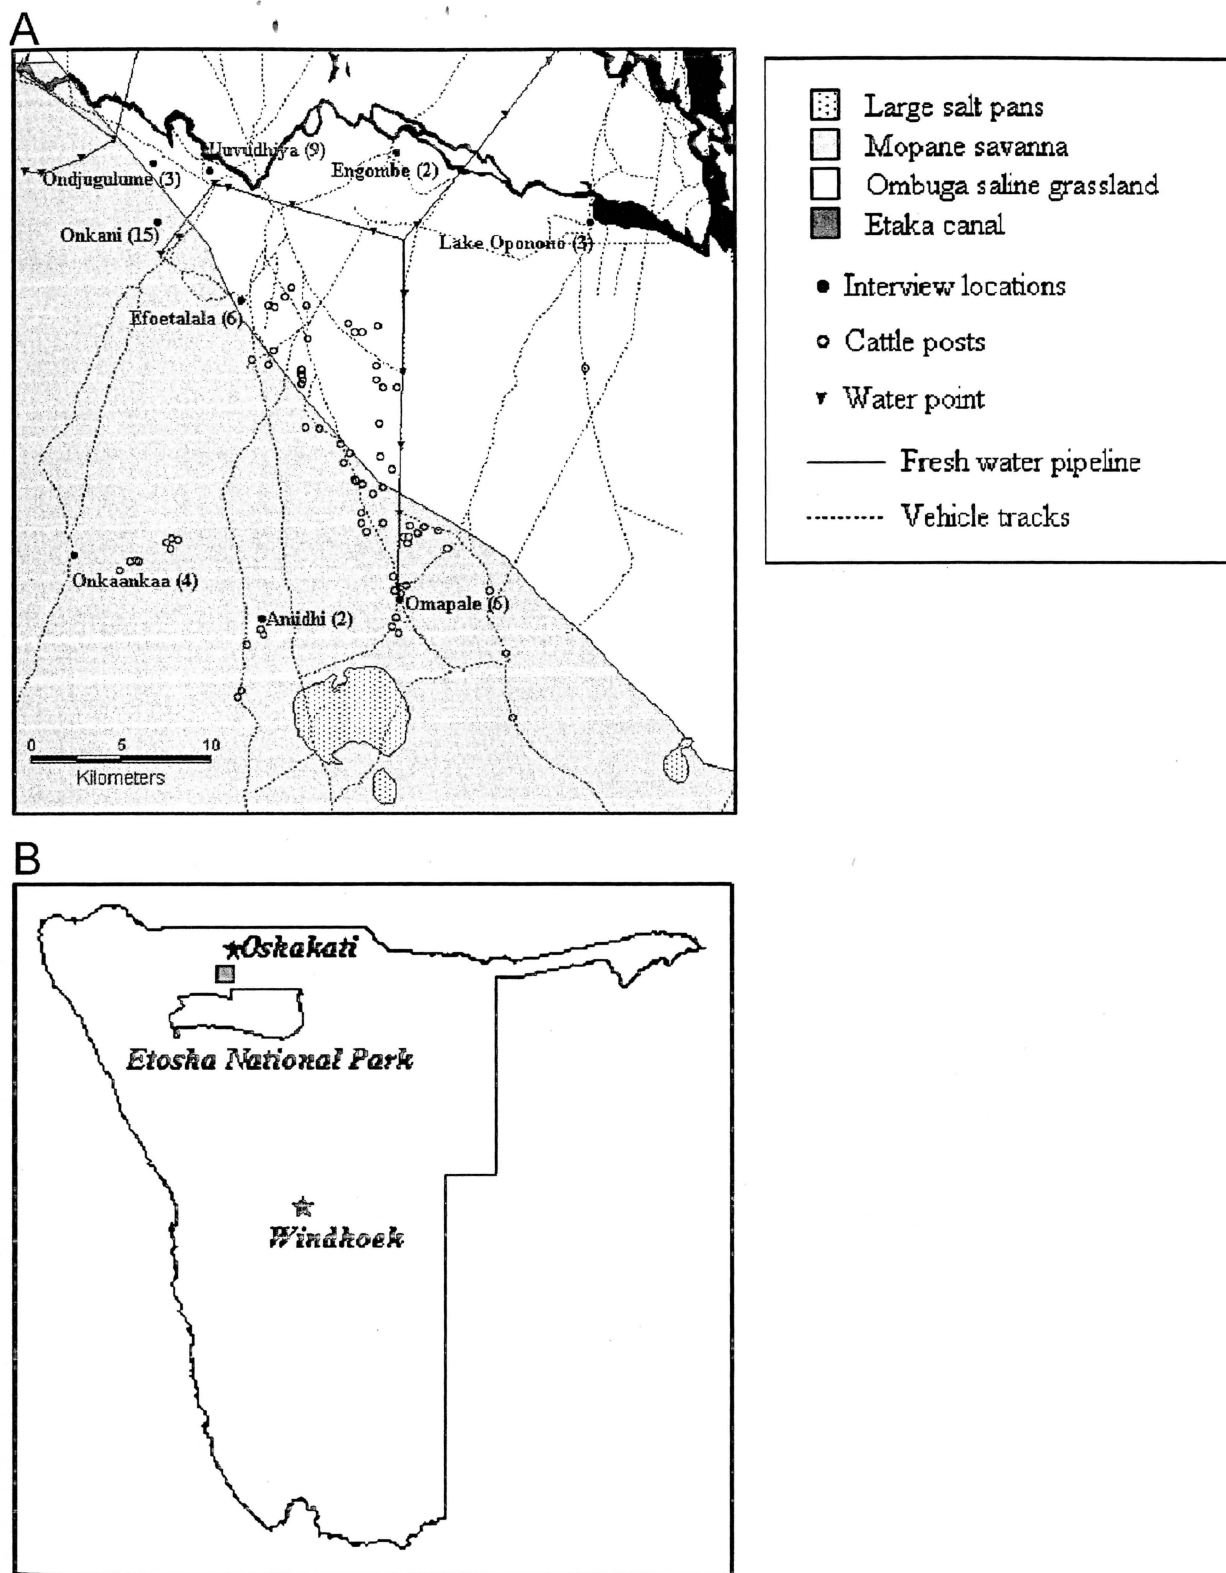 A
Large salt pans
Mopane savanna
Ombuga saline grassland
Etaka canal
Interview locations
Cattle posts
Water point
Fresh water pipeline
Vehicle tracks
Uuvudhiya (9)
Ondjugulume (3)
Engombe (2)
Onkani (15)
Lake Oponono (3)
Efoetalala (6)
Onkaankaa (4)
Amidhi (2)
Omapale (6)
0 5 10
Kilometers
B
Oshakati
Etosha National Park
Windhoek